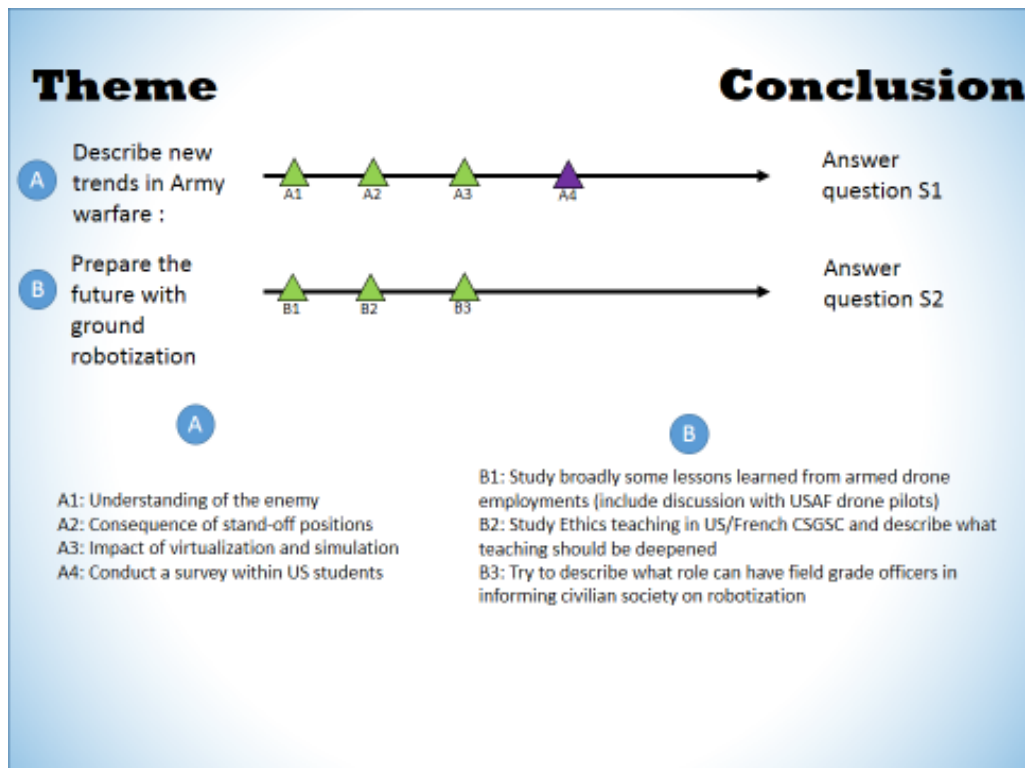 Theme
Conclusion
A
Describe new
trends in Army
warfare :
A1
A2
A3
A4
Answer
question S1
B
Prepare the
future with
ground
robotization
B1
B2
B3
Answer
question S2
A
A1: Understanding of the enemy
A2: Consequence of stand-off positions
A3: Impact of virtualization and simulation
A4: Conduct a survey within US students
B
B1: Study broadly some lessons learned from armed drone
employments (include discussion with USAF drone pilots)
B2: Study Ethics teaching in US/French CSGSC and describe what
teaching should be deepened
B3: Try to describe what role can have field grade officers in
informing civilian society on robotization